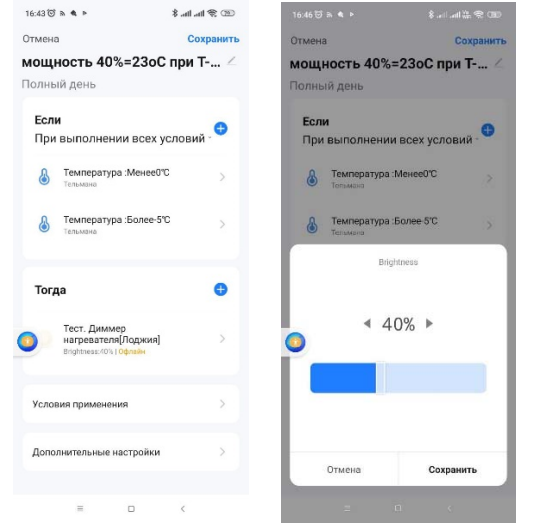 16:43
Отмена
Сохранить
мощность 40%=23oC при Т-...
Полный день
Если
При выполнении всех условий
Температура :Менее0°C
Тельмана
Температура :Более-5°C
Тельмана
Тогда
Тест. Диммер
нагревателя[Лоджия]
Brightness:40% | Офлайн
Условия применения
Дополнительные настройки
16:46
Отмена
Сохранить
мощность 40%=23oC при Т-...
Полный день
Если
При выполнении всех условий
Температура :Менее0°C
Тельмана
Температура :Более-5°C
Тельмана
Brightness
40%
Отмена
Сохранить